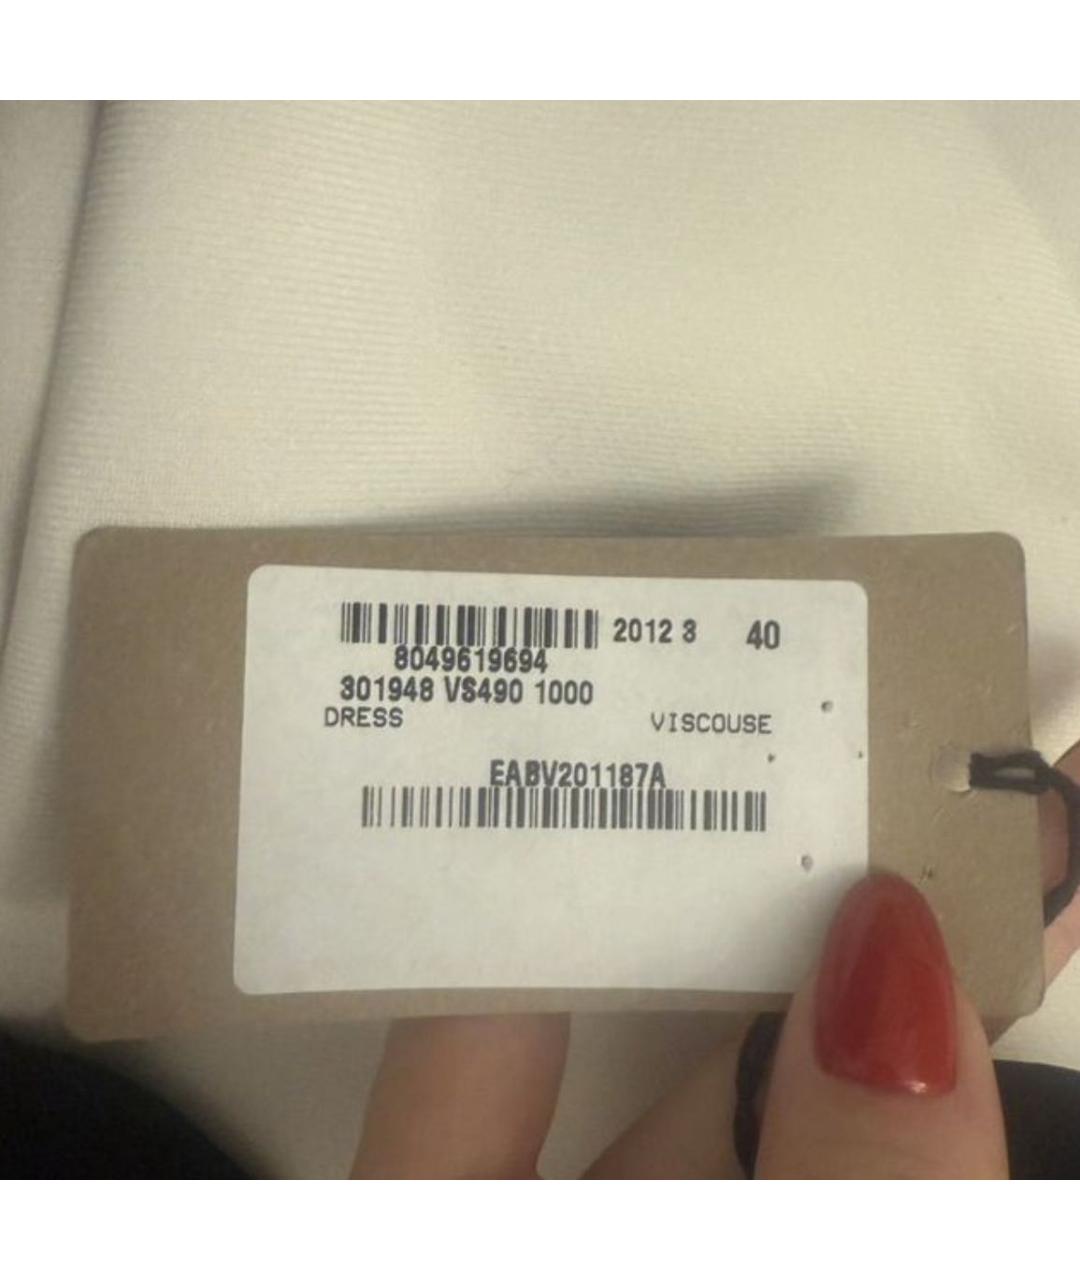 2012 3 40
8049619694
301948 VS490 1000
DRESS VISCOUSE
EABV201187A